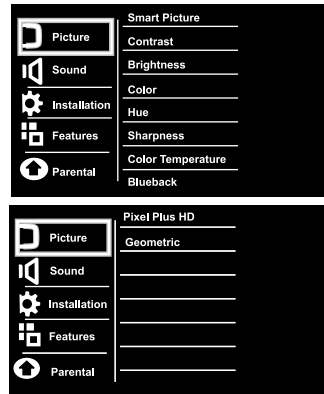 Smart Picture
Picture
Contrast
Sound
Brightness
Installation
Color
Features
Hue
Parental
Sharpness
Color Temperature
Blueback
Pixel Plus HD
Picture
Geometric
Sound
Installation
Features
Parental